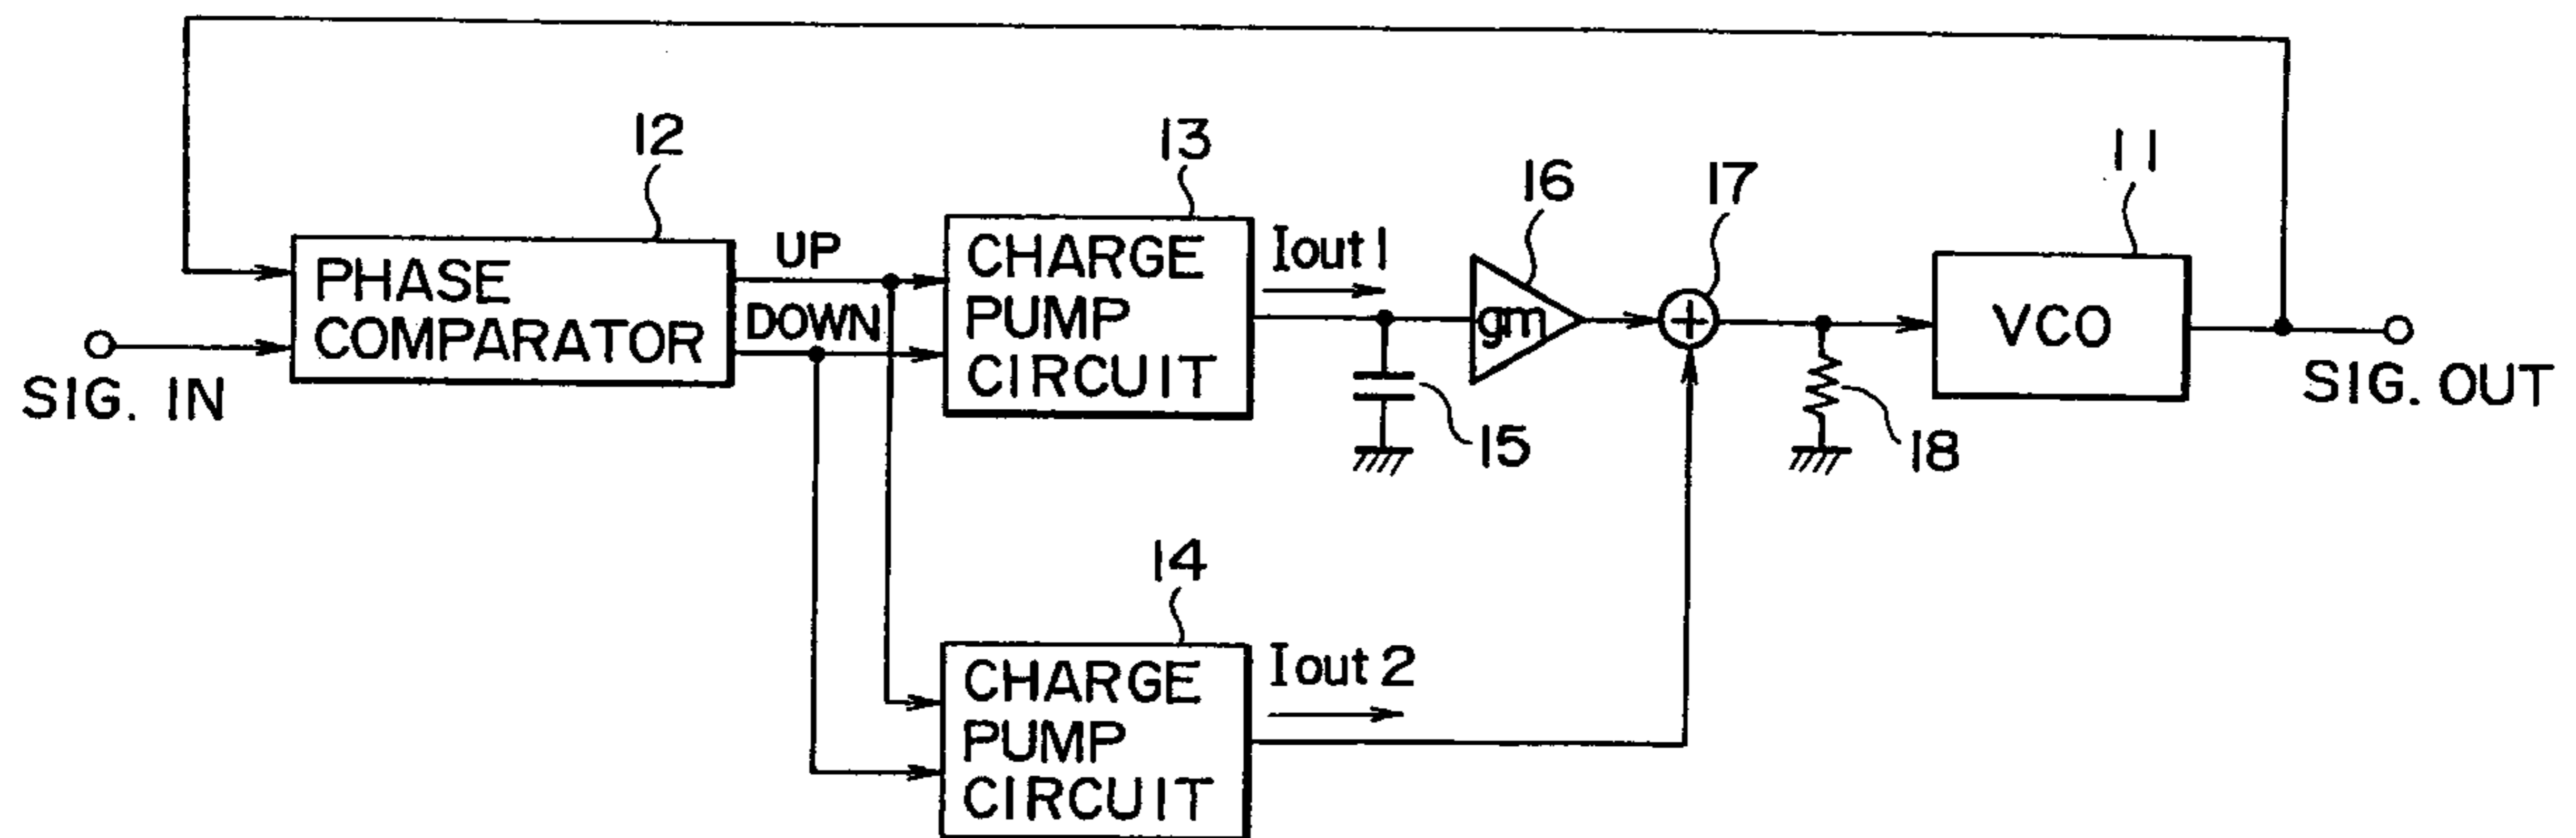 12
13
16
17
11
UP
DOWN
PHASE
COMPARATOR
CHARGE
PUMP
CIRCUIT
Iout1
gm
+
VCO
SIG. IN
SIG. OUT
15
18
14
CHARGE
PUMP
CIRCUIT
Iout2